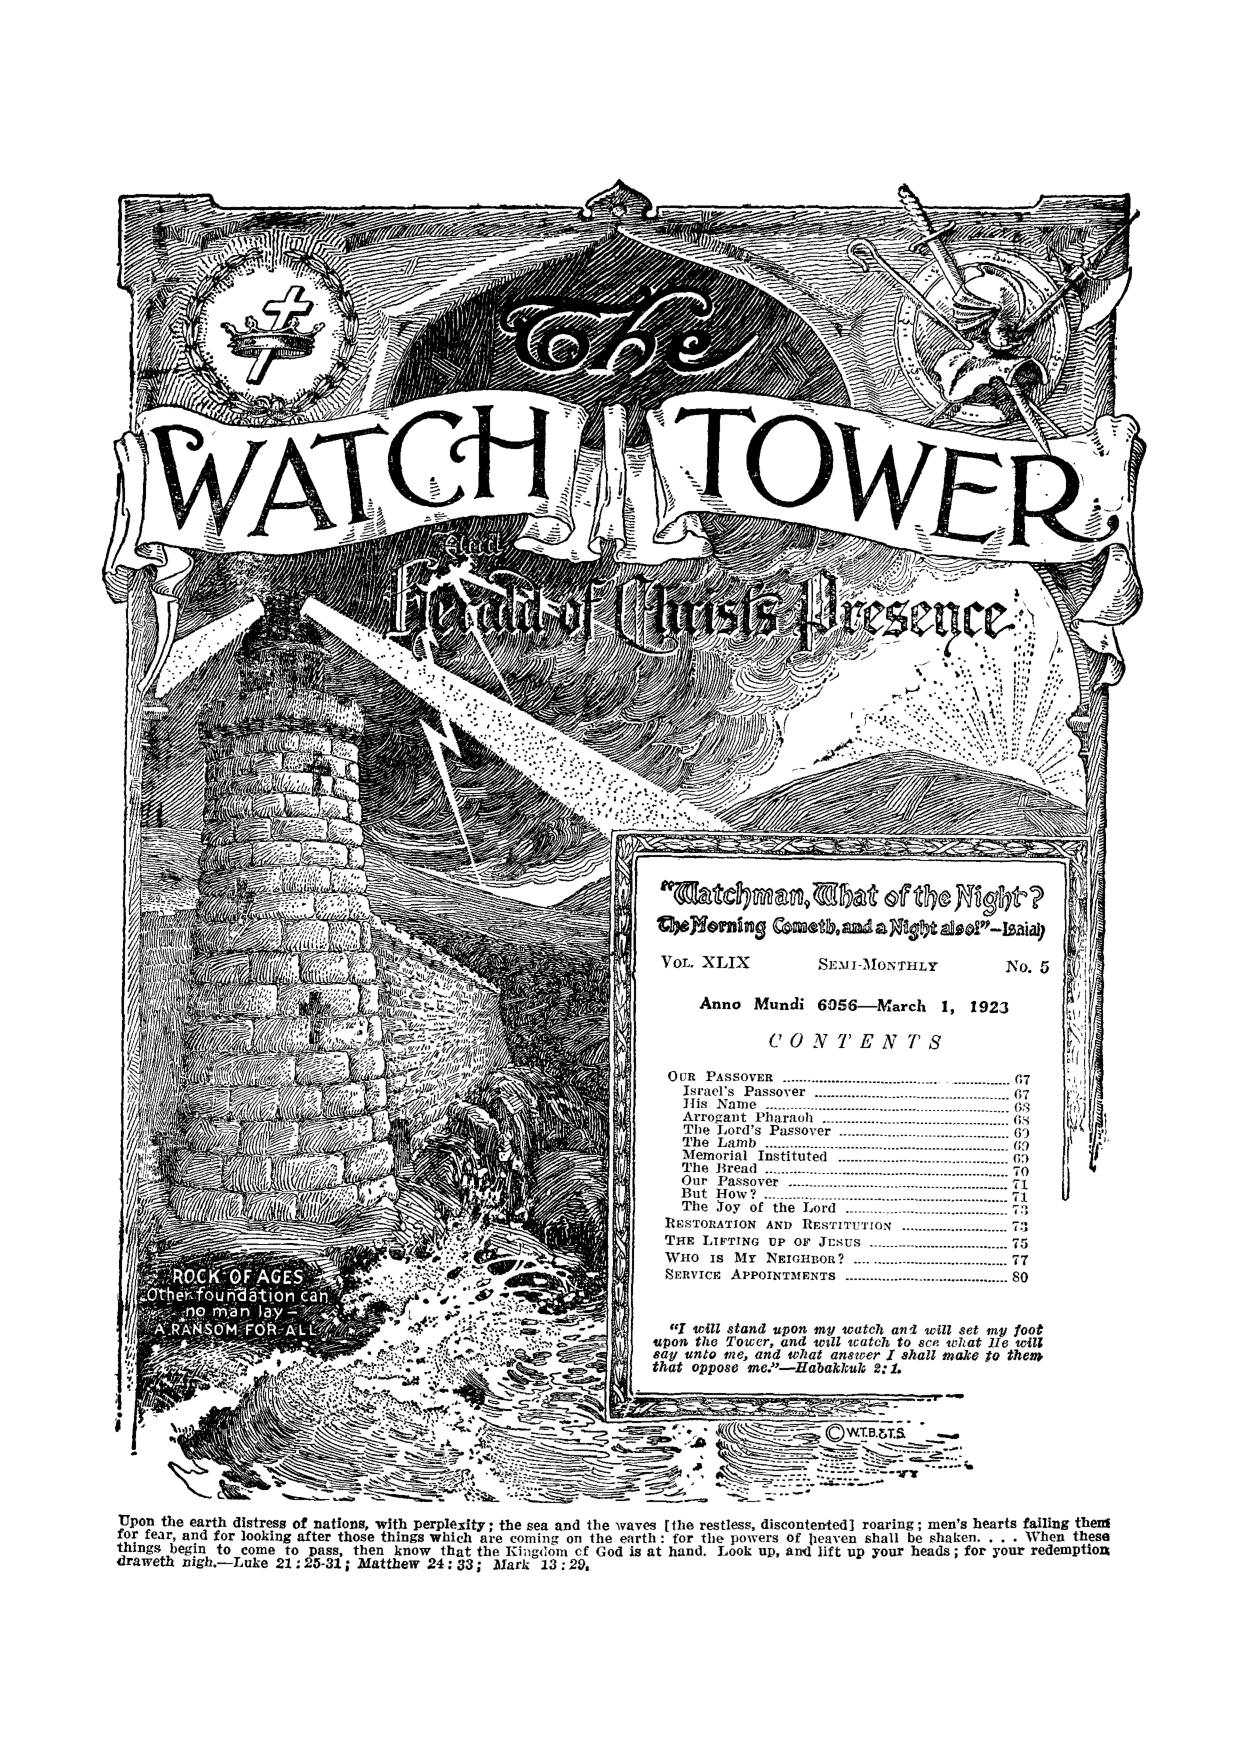 The
WATCH TOWER
And
Herald of Christ's Presence
ROCK OF AGES
Other foundation can
no man lay—
A RANSOM FOR ALL
"Watchman, What of the Night?
The Morning Cometh, and a Night also!"—Isaiah
VOL. XLIX SEMI-MONTHLY No. 5
Anno Mundi 6056—March 1, 1923
CONTENTS
OUR PASSOVER 67
Israel's Passover 67
His Name 68
Arrogant Pharaoh 68
The Lord's Passover 69
The Lamb 69
Memorial Instituted 69
The Bread 70
Our Passover 71
But How? 71
The Joy of the Lord 73
RESTORATION AND RESTITUTION 73
THE LIFTING UP OF JESUS 75
WHO IS MY NEIGHBOR? 77
SERVICE APPOINTMENTS 80
"I will stand upon my watch and will set my foot
upon the Tower, and will watch to see what He will
say unto me, and what answer I shall make to them
that oppose me."—Habakkuk 2:1.
© W.T.B.&T.S.
Upon the earth distress of nations, with perplexity; the sea and the waves [the restless, discontented] roaring; men's hearts failing them
for fear, and for looking after those things which are coming on the earth: for the powers of heaven shall be shaken. . . . When these
things begin to come to pass, then know that the Kingdom of God is at hand. Look up, and lift up your heads; for your redemption
draweth nigh.—Luke 21:25-31; Matthew 24:33; Mark 13:29.